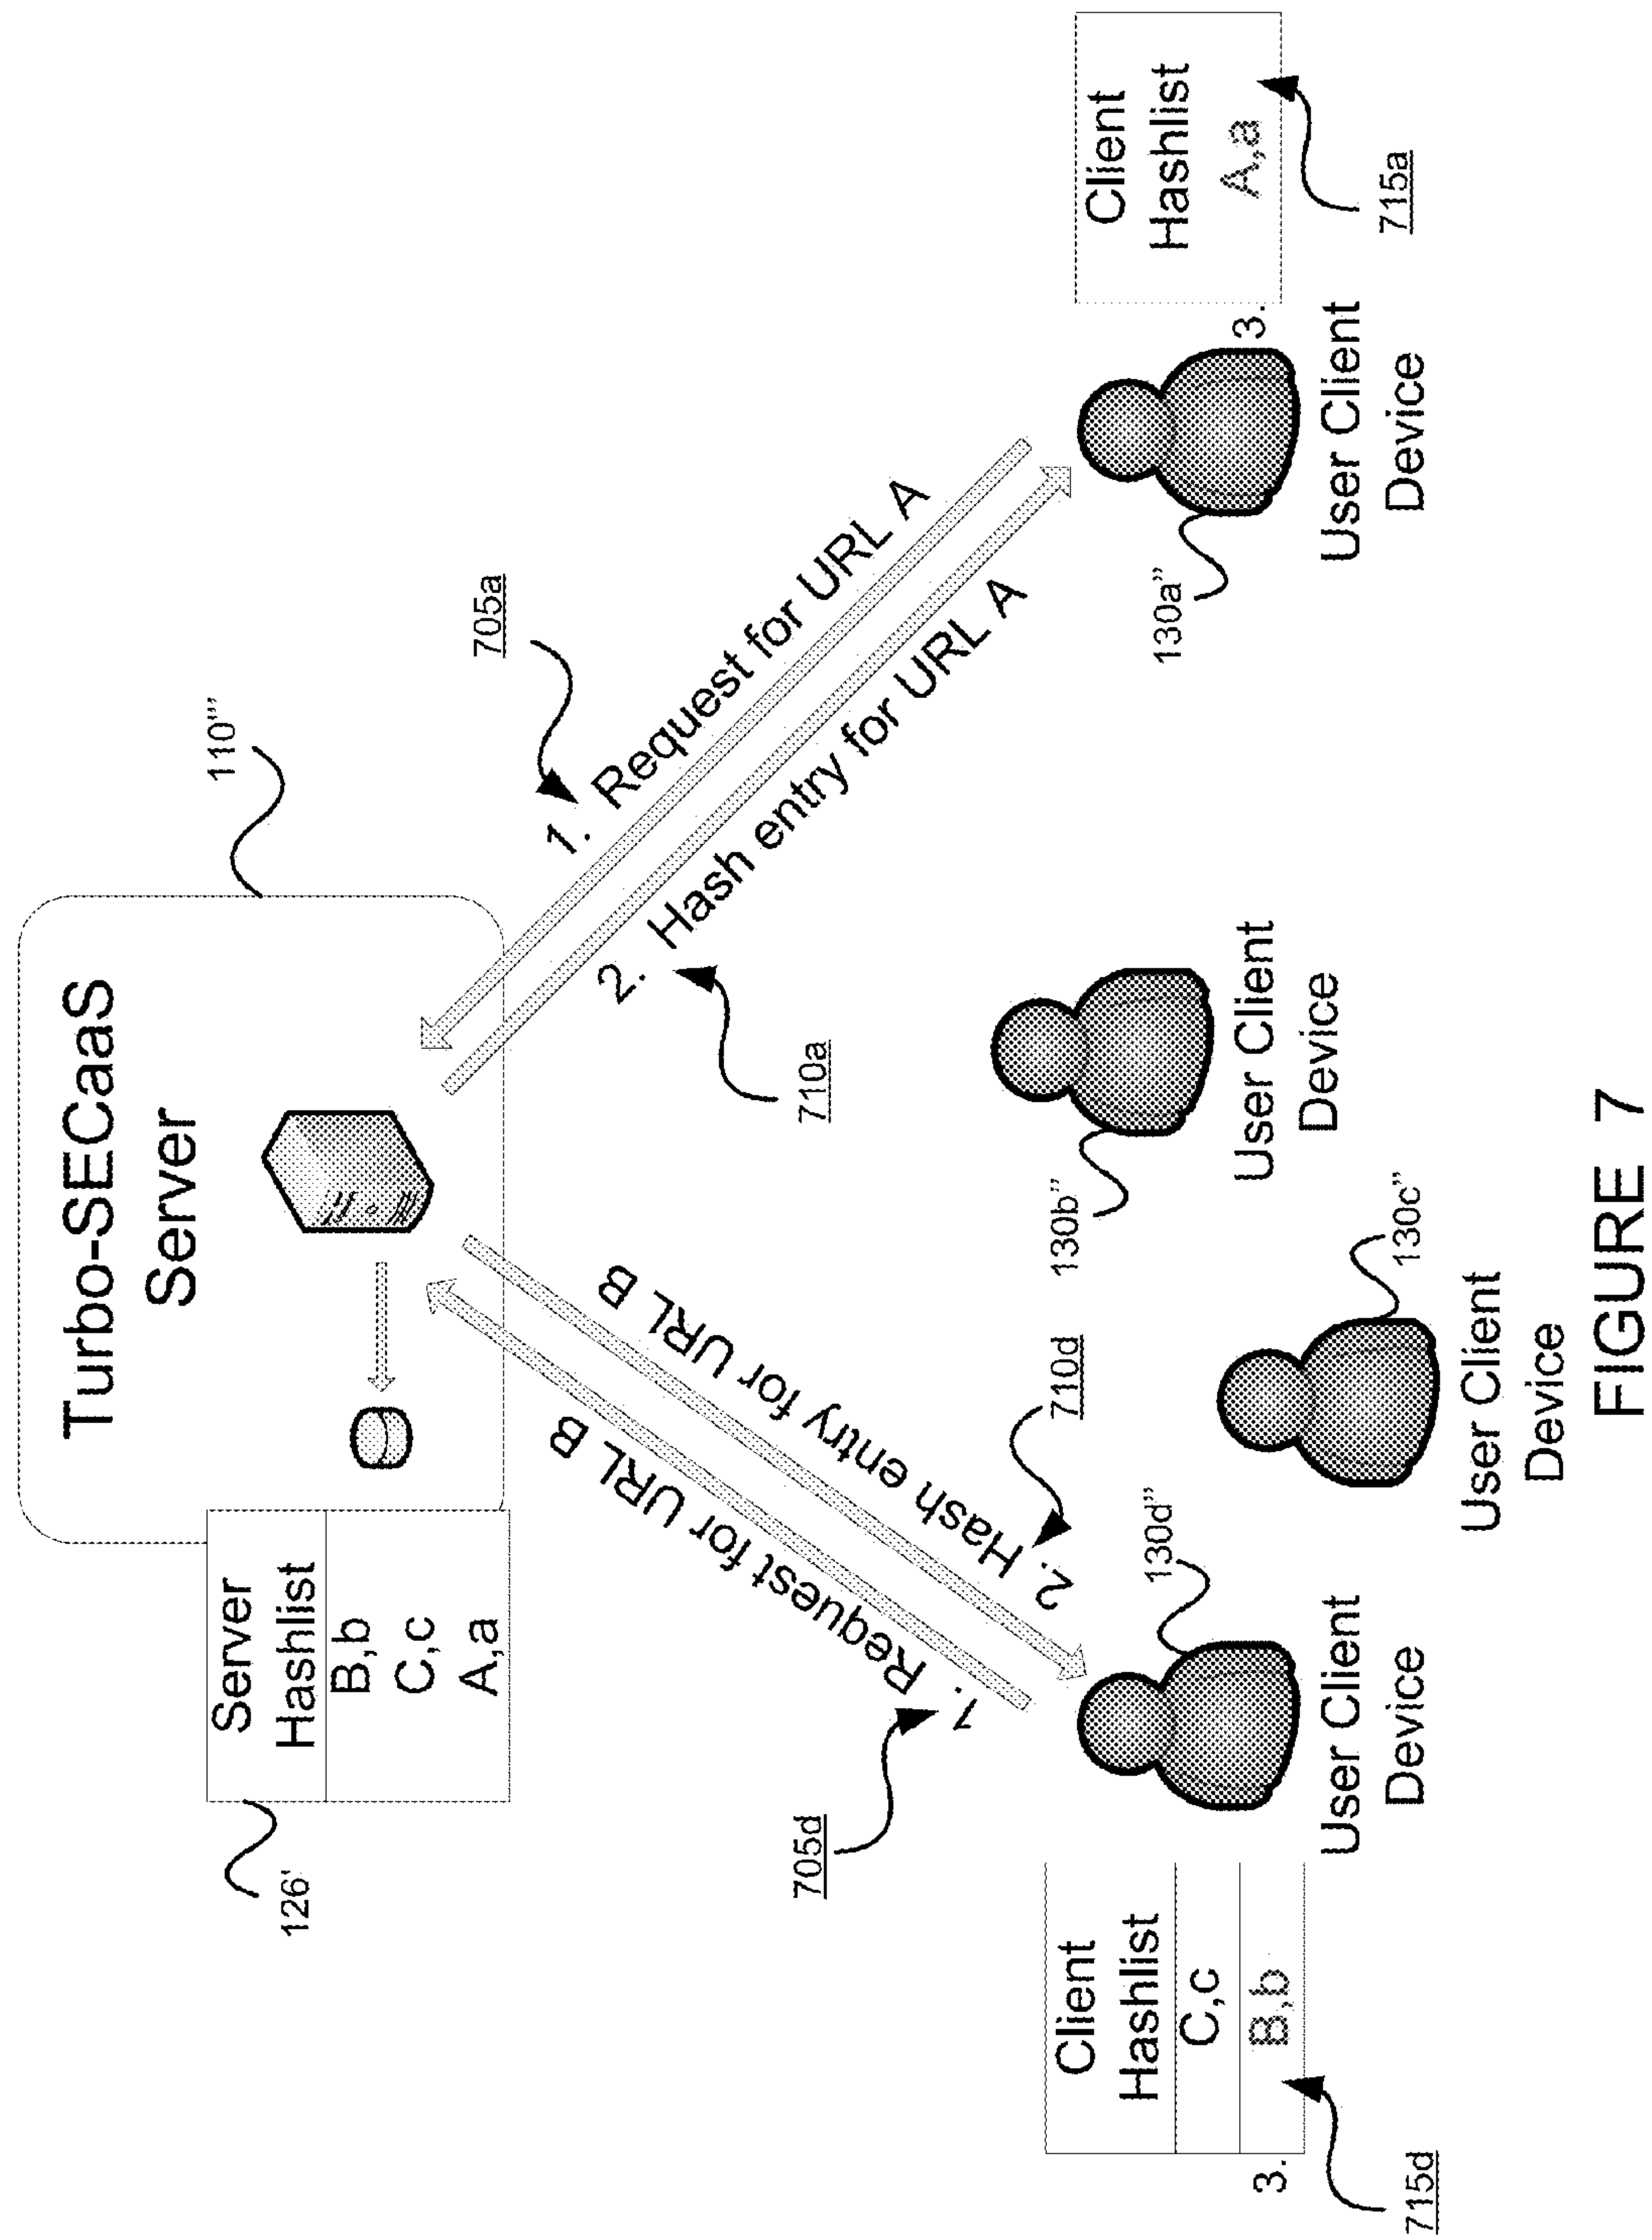 Turbo-SECaaS
Server
110'''
Server
Hashlist
B,b
C,c
A,a
126'
1. Request for URL B
2. Hash entry for URL B
705d
710d
1. Request for URL A
2. Hash entry for URL A
705a
710a
Client
Hashlist
C,c
B,b
3.
715d
130d”
User Client
Device
130c”
User Client
Device
130b”
User Client
Device
130a”
User Client
Device
3.
Client
Hashlist
A,a
715a
FIGURE 7